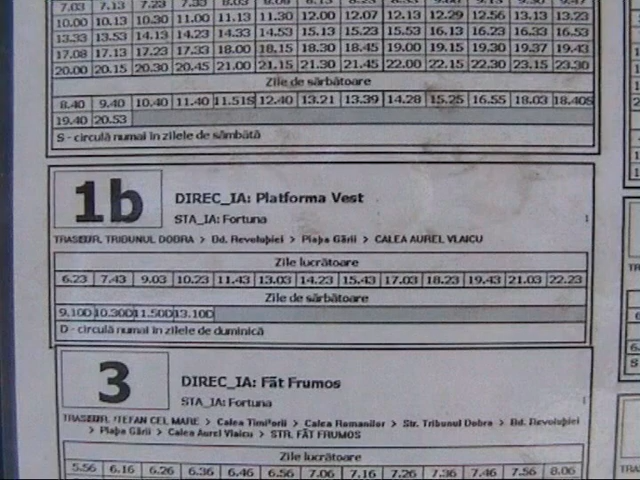 7.03 7.13 7.23 7.33 8.03
10.00 10.13 10.30 11.00 11.13 11.30 12.00 12.07 12.13 12.29 12.56 13.13 13.23
13.33 13.53 14.13 14.23 14.33 14.53 15.13 15.23 15.53 16.13 16.23 16.33 16.53
17.08 17.13 17.23 17.33 18.00 18.15 18.30 18.45 19.00 19.15 19.30 19.37 19.43
20.00 20.15 20.30 20.45 21.00 21.15 21.30 21.45 22.00 22.15 22.30 23.15 23.30
Zile de sărbătoare
8.40 9.40 10.40 11.40 11.51S 12.40 13.21 13.39 14.28 15.25 16.55 18.03 18.40S
19.40 20.53
S - circulă numai în zilele de sâmbătă
1b
DIREC_IA: Platforma Vest
STA_IA: Fortuna
TRIBUNUL DOBRA > Bd. Revoluþiei > Piaþa Gării > CALEA AUREL VLAICU
Zile lucrătoare
6.23 7.43 9.03 10.23 11.43 13.03 14.23 15.43 17.03 18.23 19.43 21.03 22.23
Zile de sărbătoare
9.10D 10.30D 11.50D 13.10D
D - circulă numai în zilele de duminică
3
DIREC_IA: Făt Frumos
STA_IA: Fortuna
CEL MARE > Calea Timiºorii > Calea Romanilor > Str. Tribunul Dobra > Bd. Revoluþiei
> Piaþa Gării > Calea Aurel Vlaicu > STR. FĂT FRUMOS
Zile lucrătoare
5.56 6.16 6.26 6.36 6.46 6.56 7.06 7.16 7.26 7.36 7.46 7.56 8.06